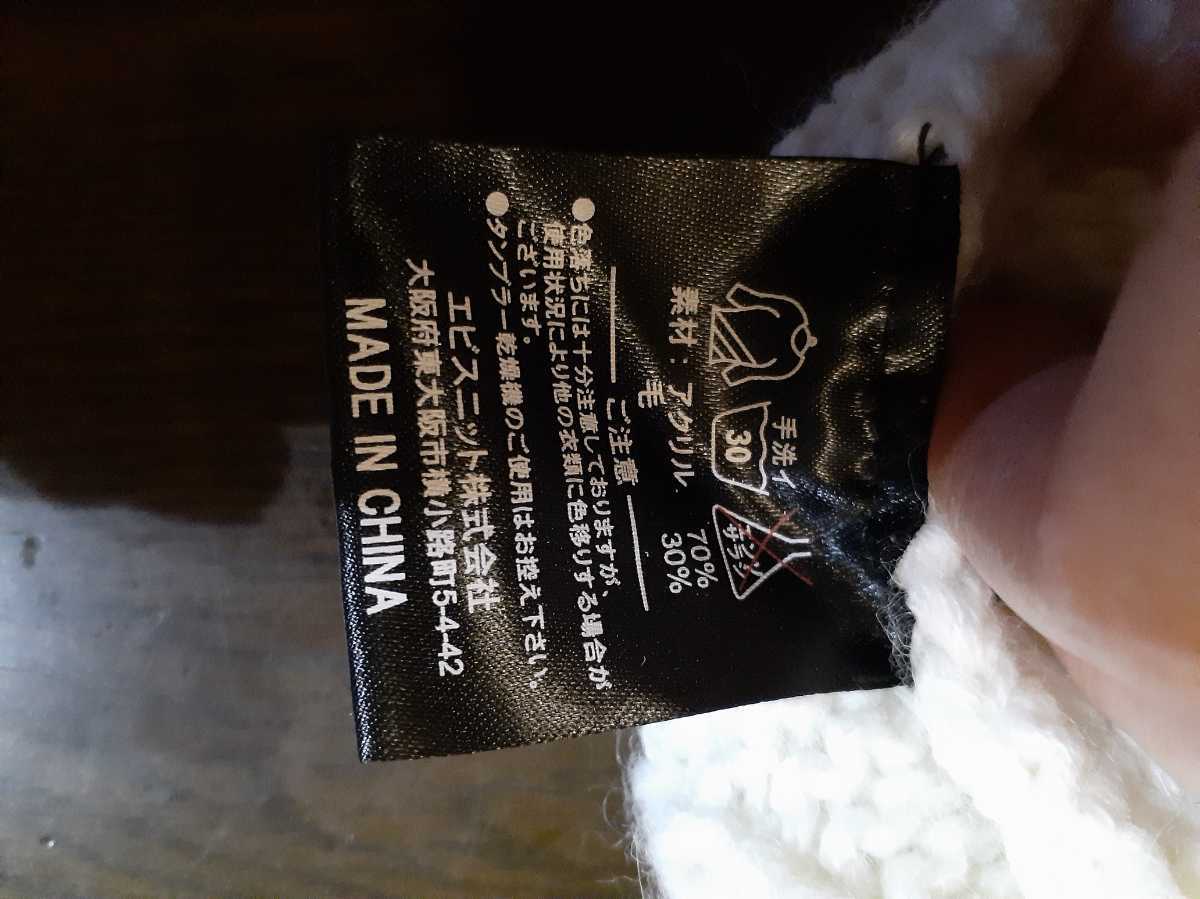 手洗イ
30
エンソ
サラシ
素材: アクリル 70%
毛 30%
ご注意
●色落ちには十分注意しておりますが、
使用状況により他の衣類に色移りする場合が
ございます。
●タンブラー乾燥機のご使用はお控え下さい。
エビスニット株式会社
大阪府東大阪市横小路町5-4-42
MADE IN CHINA